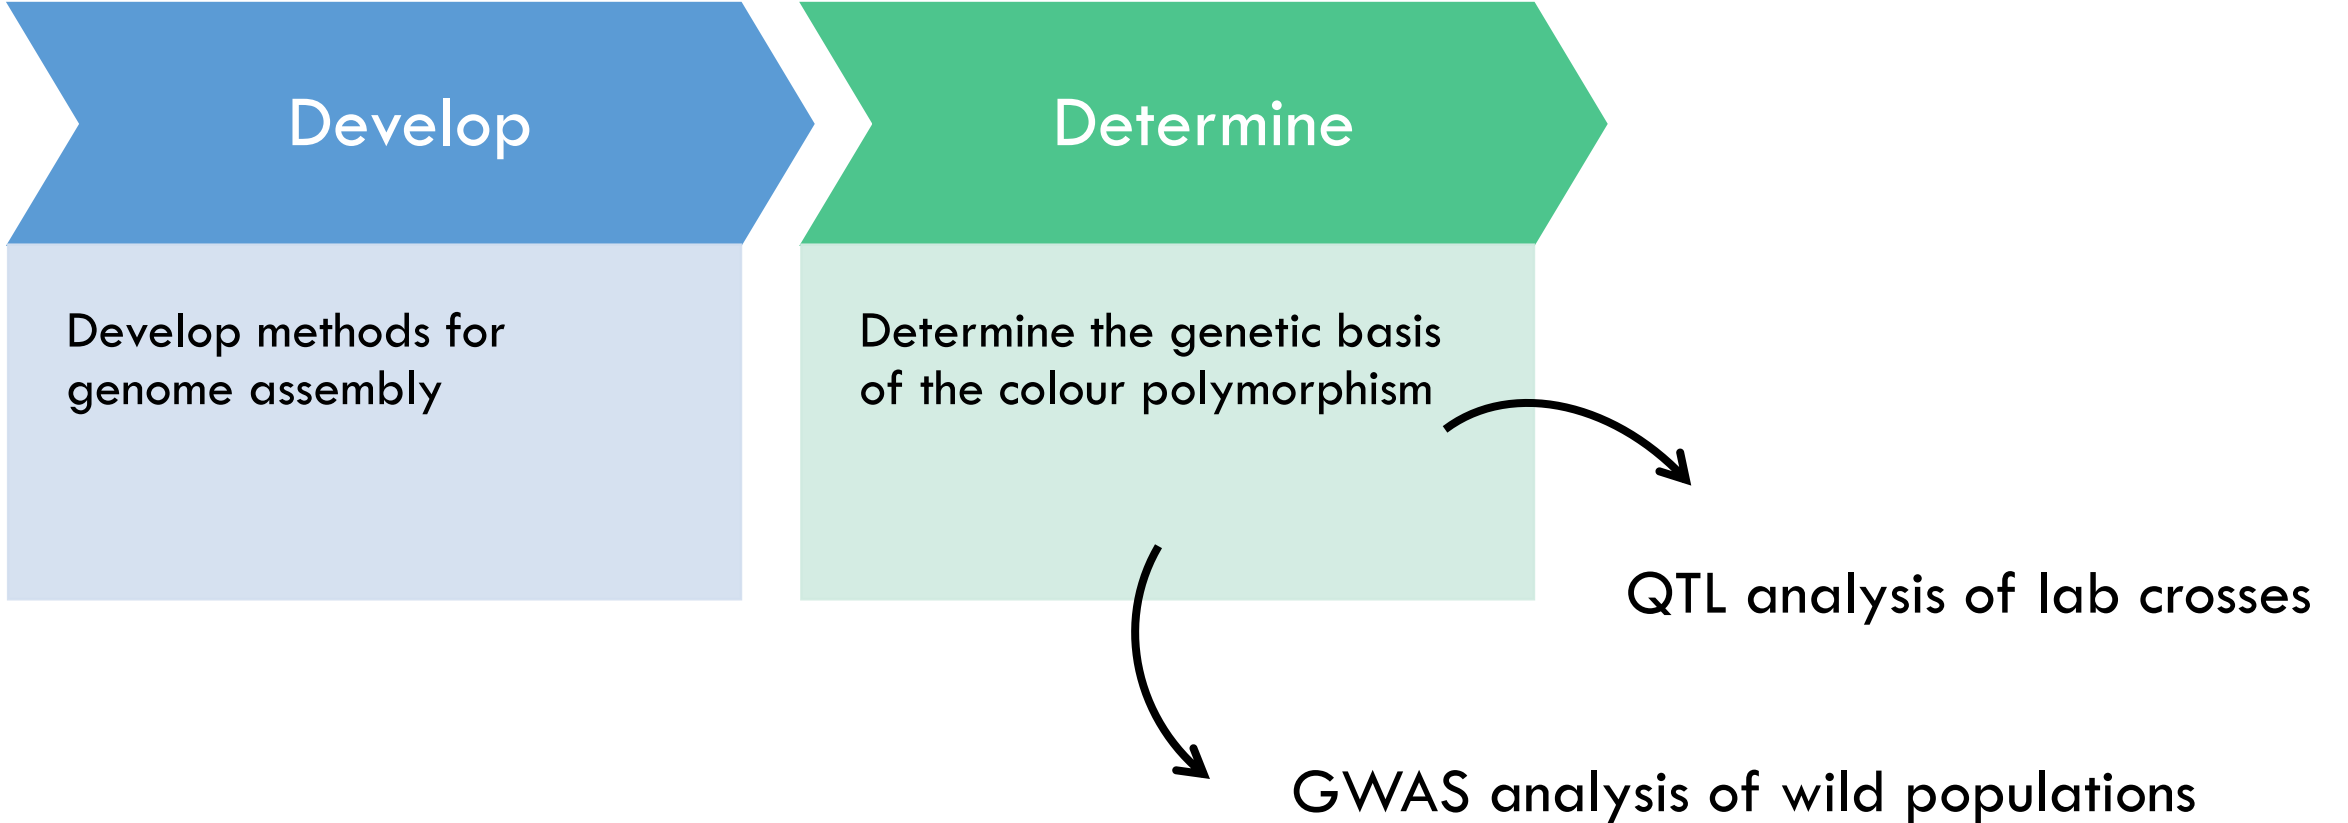 Develop
Determine
Develop methods for
genome assembly
Determine the genetic basis
of the colour polymorphism
QTL analysis of lab crosses
GWAS analysis of wild populations